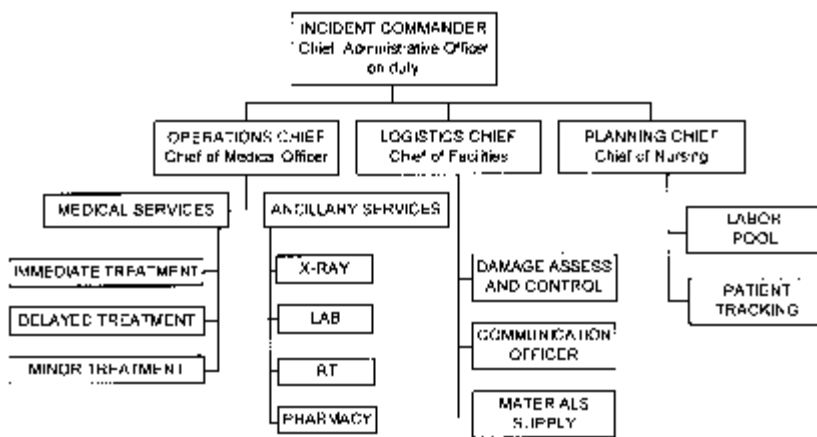 INCIDENT COMMANDER
Chief Administrative Officer
on duty
OPERATIONS CHIEF
Chief of Medical Officer
LOGISTICS CHIEF
Chief of Facilities
PLANNING CHIEF
Chief of Nursing
MEDICAL SERVICES
ANCILLARY SERVICES
LABOR
POOL
IMMEDIATE TREATMENT
X-RAY
DAMAGE ASSESS
AND CONTROL
PATIENT
TRACKING
DELAYED TREATMENT
LAB
COMMUNICATION
OFFICER
MINOR TREATMENT
RT
PHARMACY
MATERIALS
SUPPLY